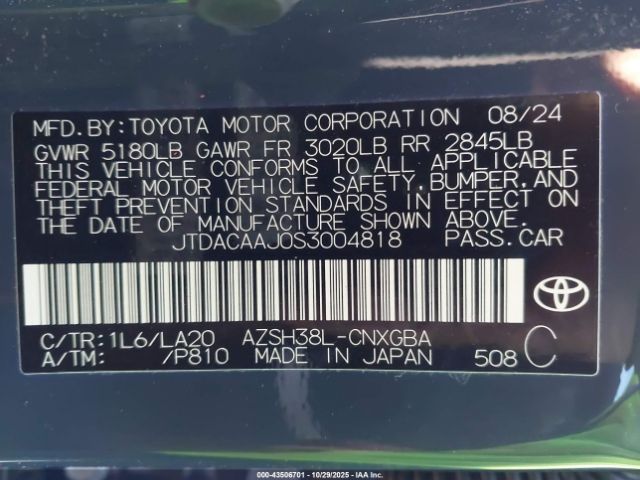 MFD.BY:TOYOTA MOTOR CORPORATION 08/24
GVWR 5180LB GAWR FR 3020LB RR 2845LB
THIS VEHICLE CONFORMS TO ALL APPLICABLE
FEDERAL MOTOR VEHICLE SAFETY,BUMPER,AND
THEFT PREVENTION STANDARDS IN EFFECT ON
THE DATE OF MANUFACTURE SHOWN ABOVE.
JTDACAAJ0S3004818 PASS.CAR
C/TR:1L6/LA20 AZSH38L-CNXGBA
A/TM: /P810 MADE IN JAPAN 508 C
000-43506701 - 10/29/2025 - IAA Inc.